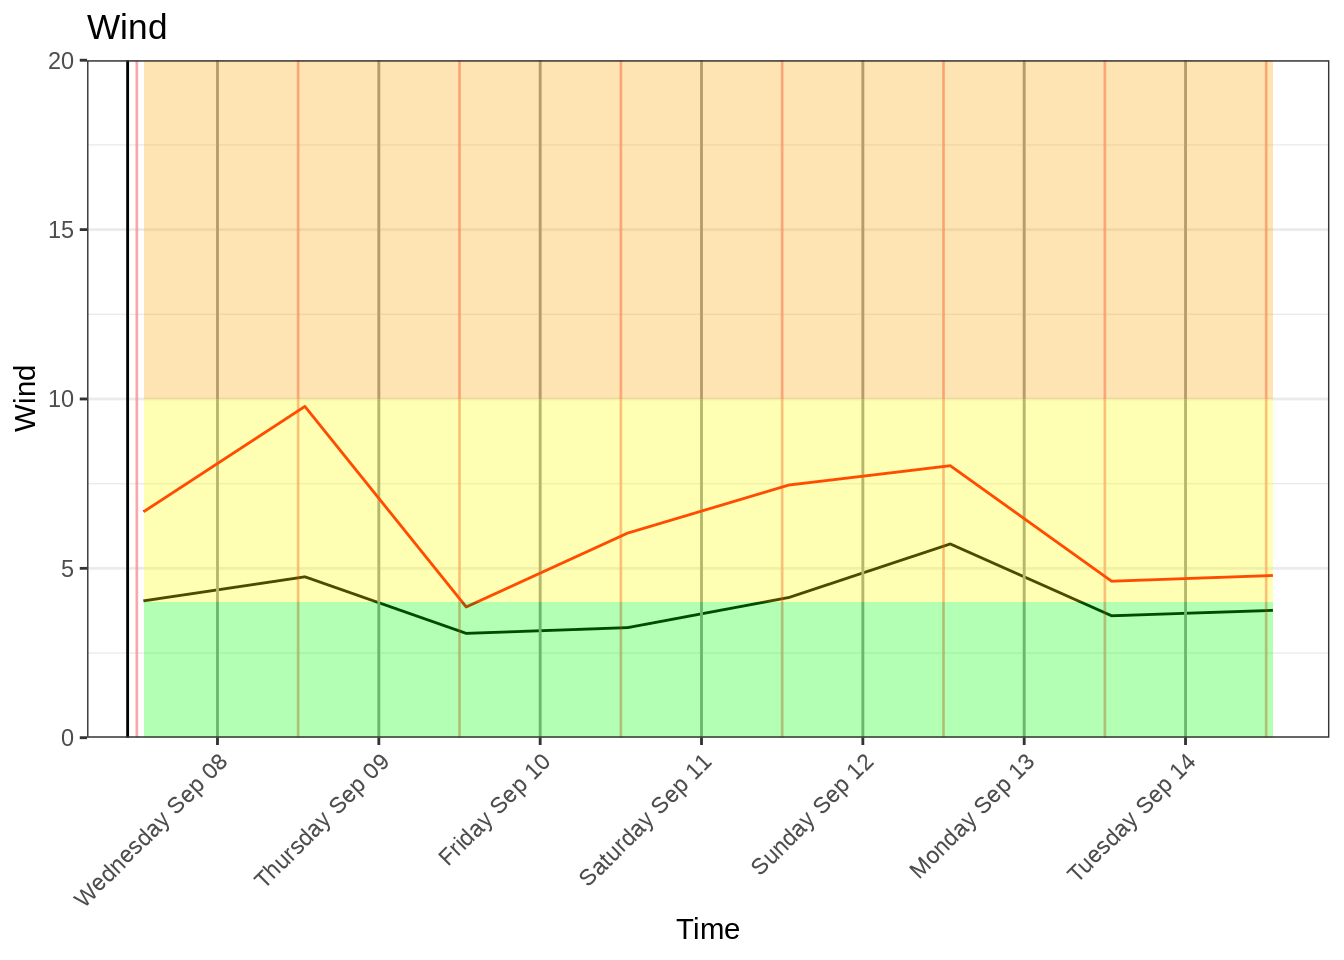 Wind
20
15
10
5
0
Wind
Wednesday Sep 08
Thursday Sep 09
Friday Sep 10
Saturday Sep 11
Sunday Sep 12
Monday Sep 13
Tuesday Sep 14
Time